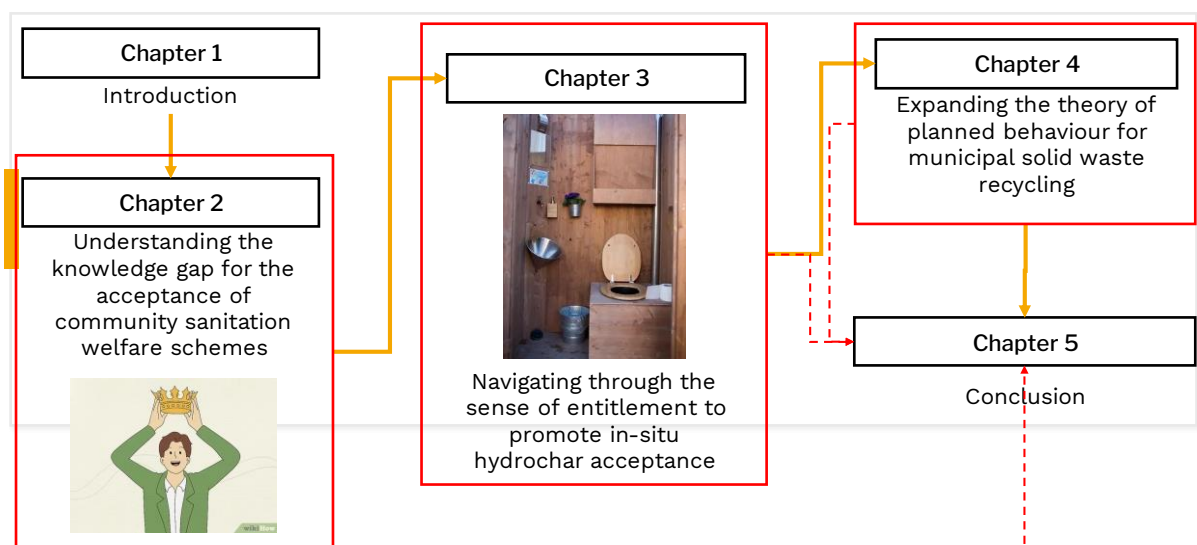 Chapter 1
Introduction
Chapter 2
Understanding the
knowledge gap for the
acceptance of
community sanitation
welfare schemes
wikiHow
Chapter 3
Navigating through the
sense of entitlement to
promote in-situ
hydrochar acceptance
Chapter 4
Expanding the theory of
planned behaviour for
municipal solid waste
recycling
Chapter 5
Conclusion